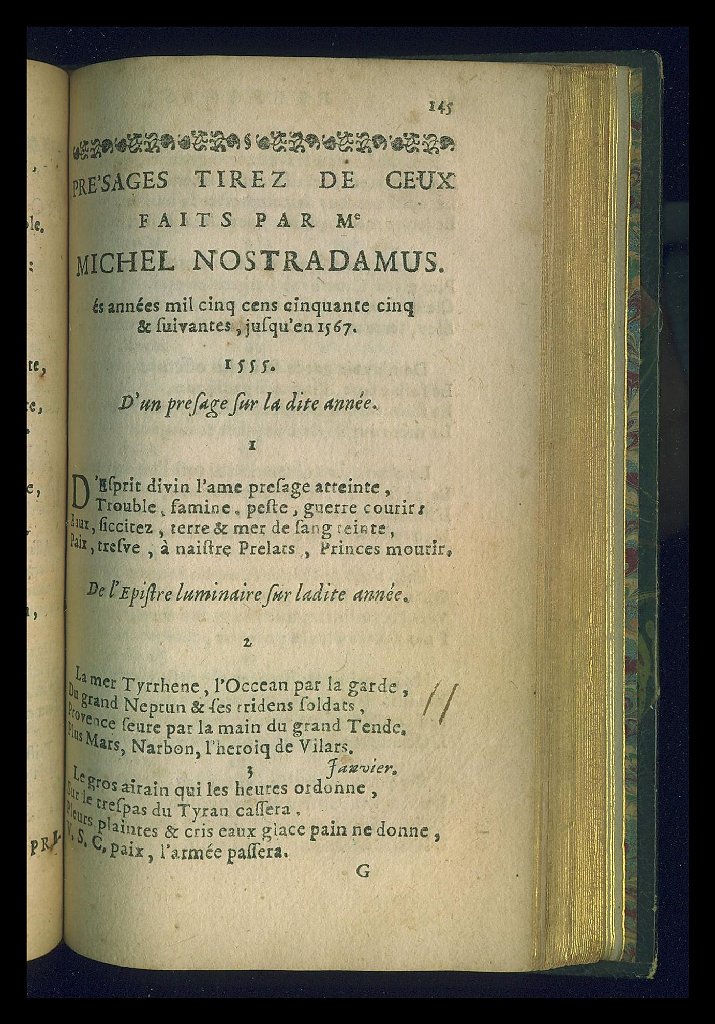 145
PRE'SAGES TIREZ DE CEUX
FAITS PAR Me
MICHEL NOSTRADAMUS.
és années mil cinq cens cinquante cinq
& ſuivantes, juſqu'en 1567.
1555.
D'un preſage ſur la dite année.
1
D'Eſprit divin l'ame preſage atteinte,
Trouble, famine, peſte, guerre courir:
Eaux, ſiccitez, terre & mer de ſang teinte,
Paix, treſve, à naiſtre Prelats, Princes mourir.
De l'Epiſtre luminaire ſur ladite année.
2
La mer Tyrrhene, l'Occean par la garde,
Du grand Neptun & ſes tridens ſoldats,
Provence ſeure par la main du grand Tende.
Plus Mars, Narbon, l'heroiq de Vilars.
3 Janvier.
Le gros airain qui les heures ordonne,
Sur le treſpas du Tyran caſſera.
Pleurs plaintes & cris eaux glace pain ne donne,
V. S. C. paix, l'armée paſſera.
G
le.
:
te,
e,
e,
,
PRE-